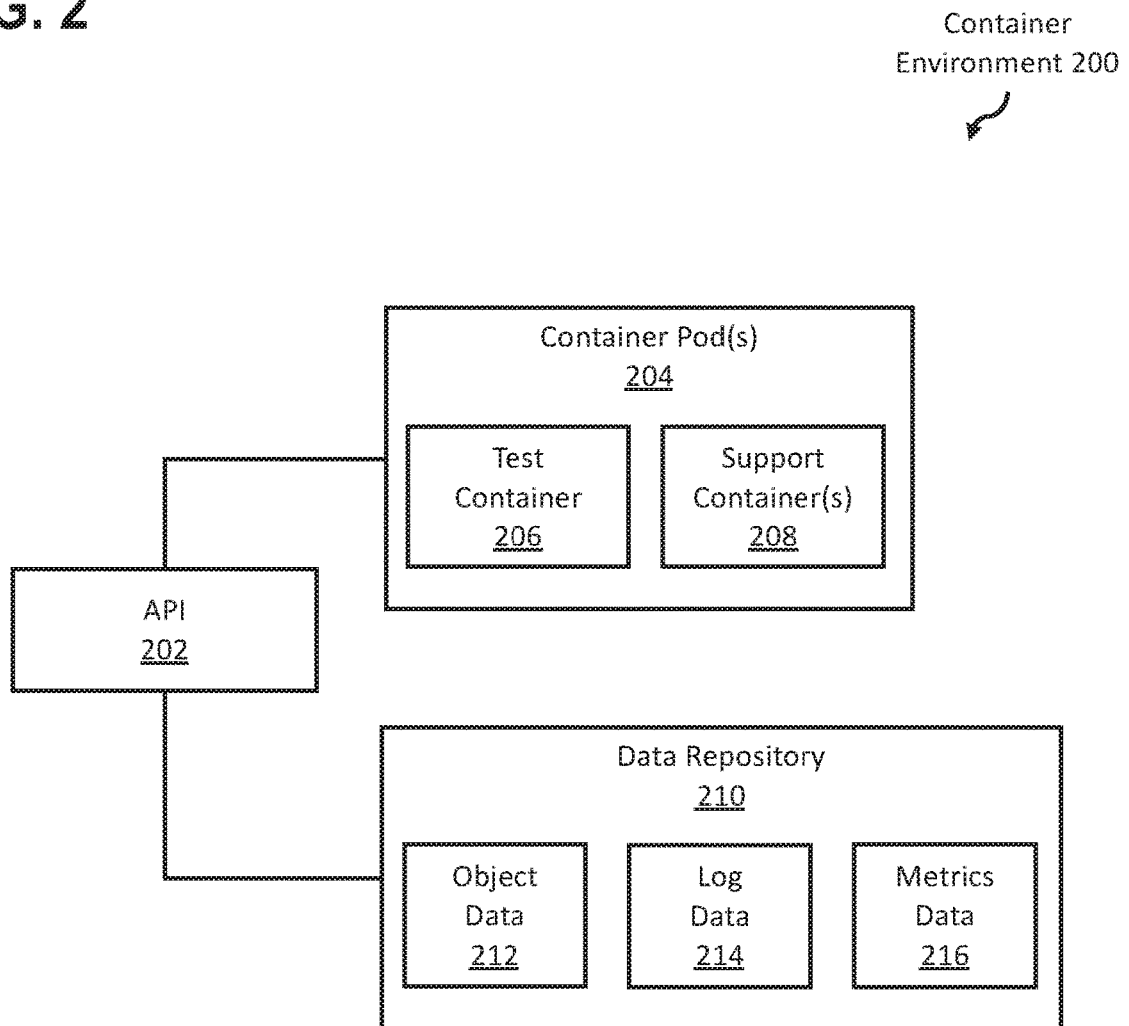 G. 2
Container
Environment 200
Container Pod(s)
204
Test
Container
206
Support
Container(s)
208
API
202
Data Repository
210
Object
Data
212
Log
Data
214
Metrics
Data
216